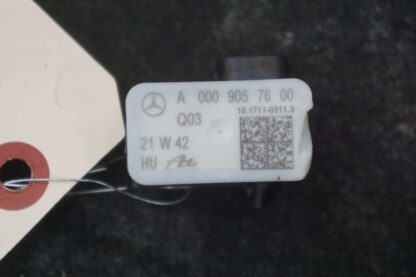 A 000 905 76 00
10.1711-0311.3
Q03
21 W 42
HU